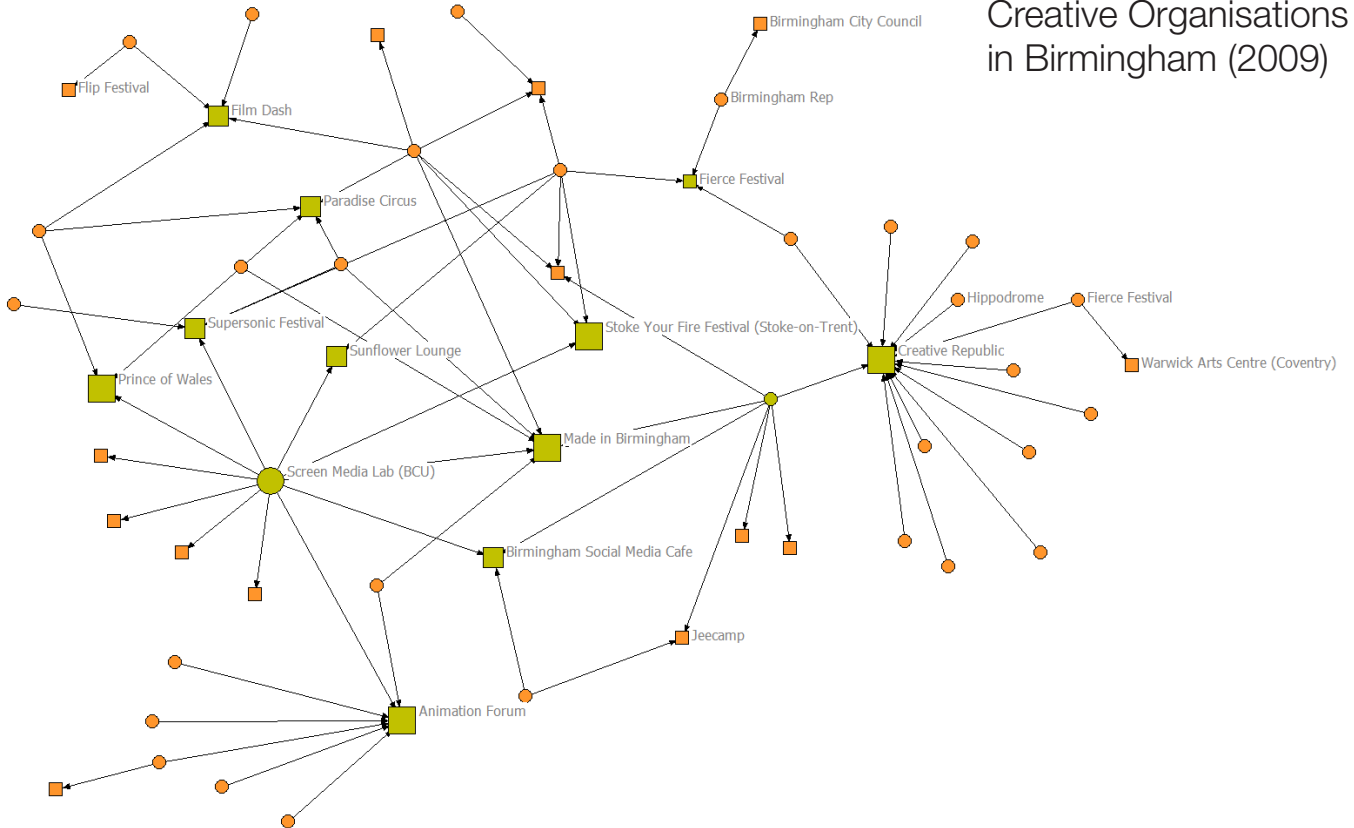 Creative Organisations
in Birmingham (2009)
Birmingham City Council
Flip Festival
Birmingham Rep
Film Dash
Fierce Festival
Paradise Circus
Hippodrome
Fierce Festival
Supersonic Festival
Stoke Your Fire Festival (Stoke-on-Trent)
Sunflower Lounge
Creative Republic
Warwick Arts Centre (Coventry)
Prince of Wales
Made in Birmingham
Screen Media Lab (BCU)
Birmingham Social Media Cafe
Jeecamp
Animation Forum